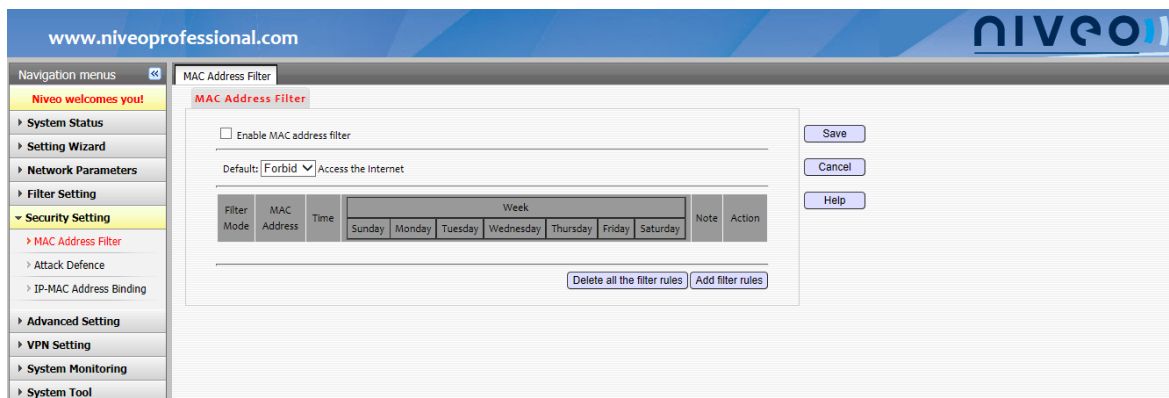 www.niveoprofessional.com
niveo
Navigation menus
MAC Address Filter
Niveo welcomes you!
System Status
Setting Wizard
Network Parameters
Filter Setting
Security Setting
MAC Address Filter
Attack Defence
IP-MAC Address Binding
Advanced Setting
VPN Setting
System Monitoring
System Tool
MAC Address Filter
Enable MAC address filter
Default: Forbid Access the Internet
Filter Mode MAC Address Time Week Note Action
Sunday Monday Tuesday Wednesday Thursday Friday Saturday
Delete all the filter rules Add filter rules
Save
Cancel
Help